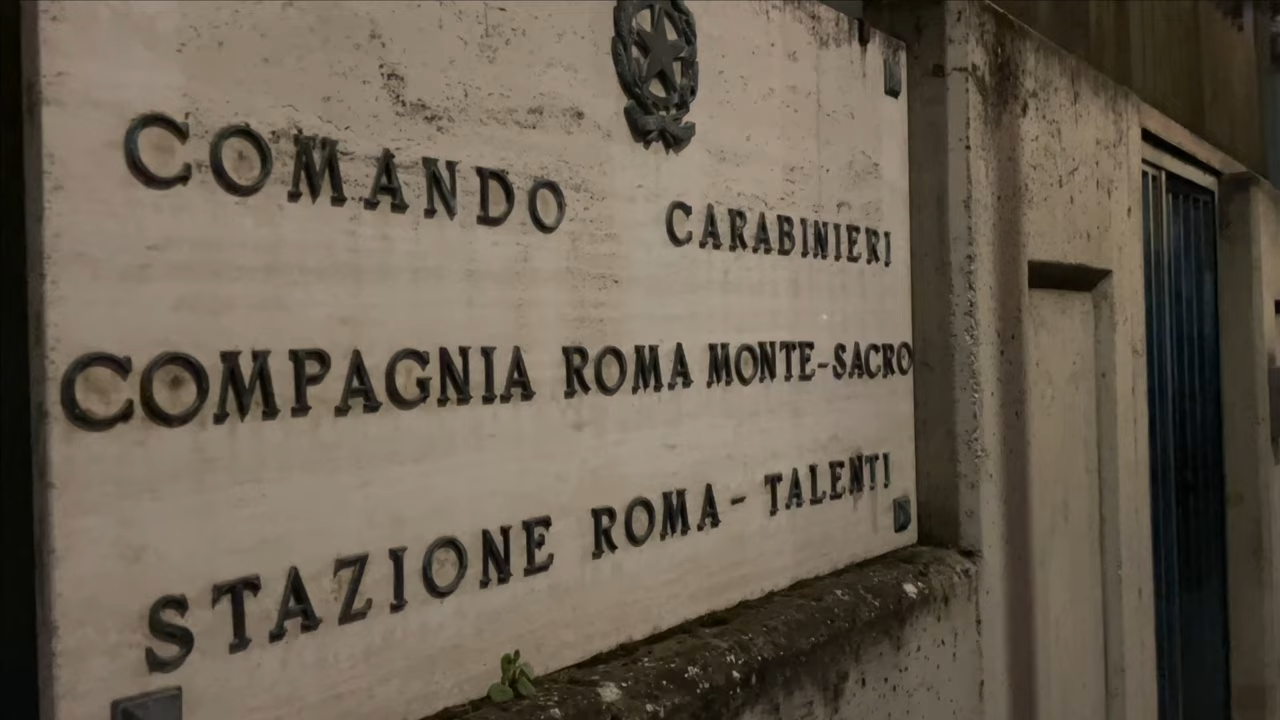 COMANDO CARABINIERI
COMPAGNIA ROMA MONTE-SACRO
STAZIONE ROMA-TALENTI